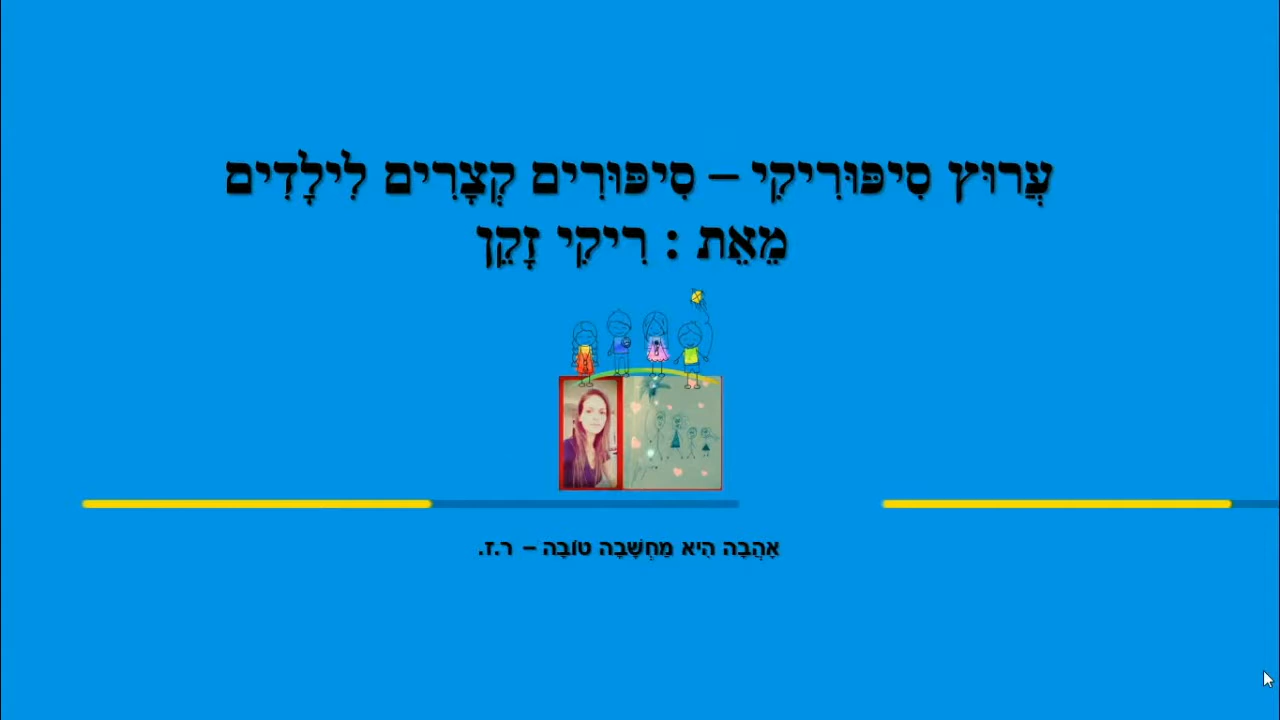 עֲרוּץ סִיפּוּרִיקִי – סִיפּוּרִים קְצָרִים לִילָדִים
מֵאֵת : רִיקִי זָקֵן
אָהֲבָה הִיא מַחְשָׁבָה טוֹבָה – ר.ז.